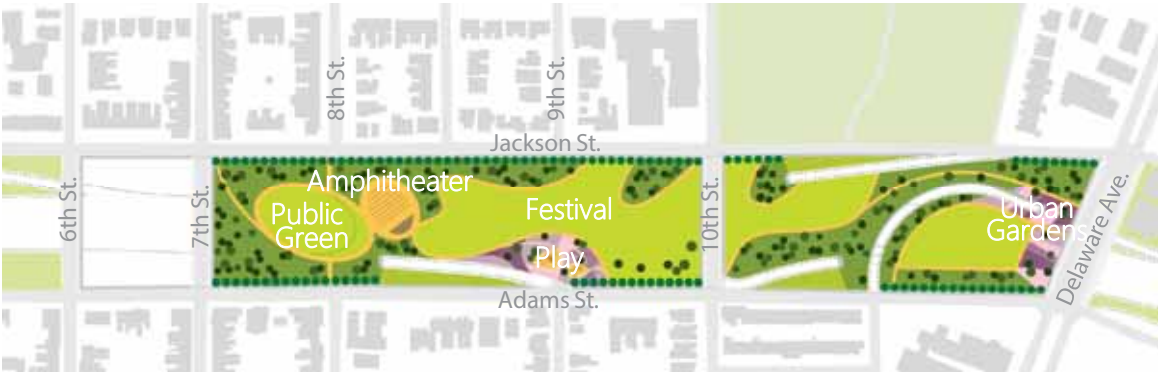 8th St.
9th St.
Jackson St.
Amphitheater
Public
Green
Festival
Play
Urban
Gardens
6th St.
7th St.
10th St.
Delaware Ave.
Adams St.